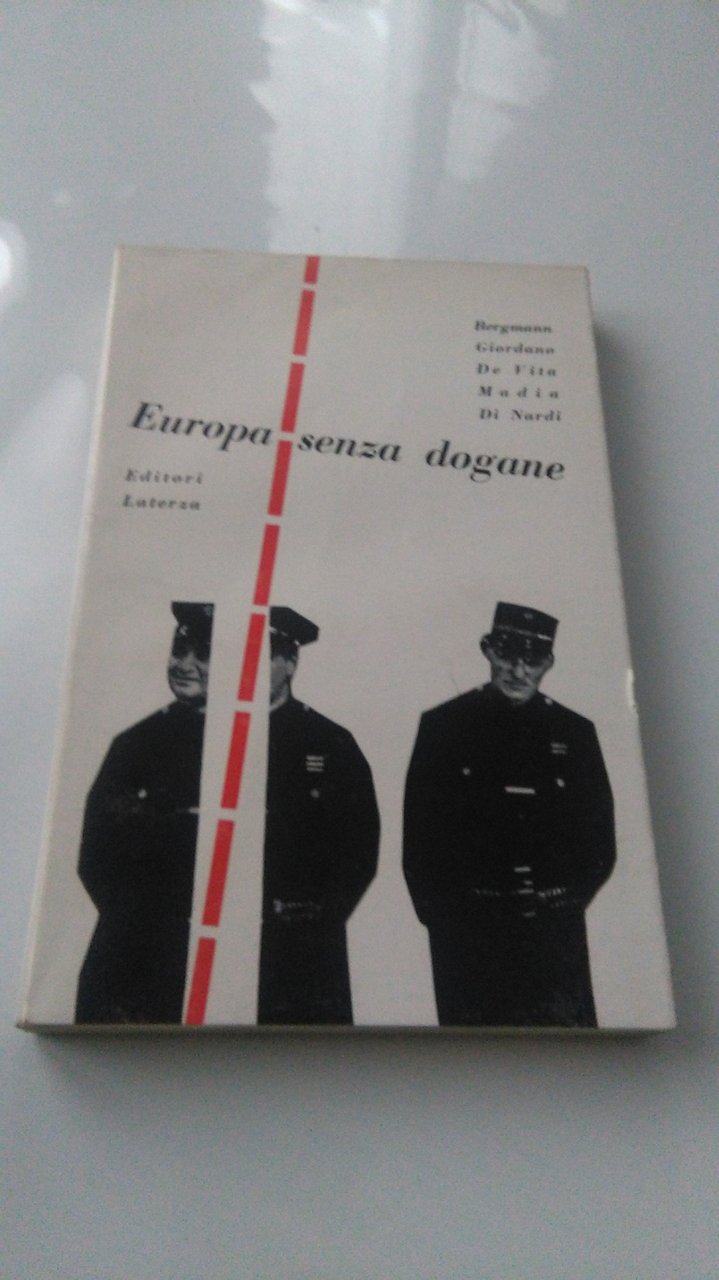 Bergmann
Giordano
De Vita
Madia
Di Nardi
Europa senza dogane
Editori
Laterza